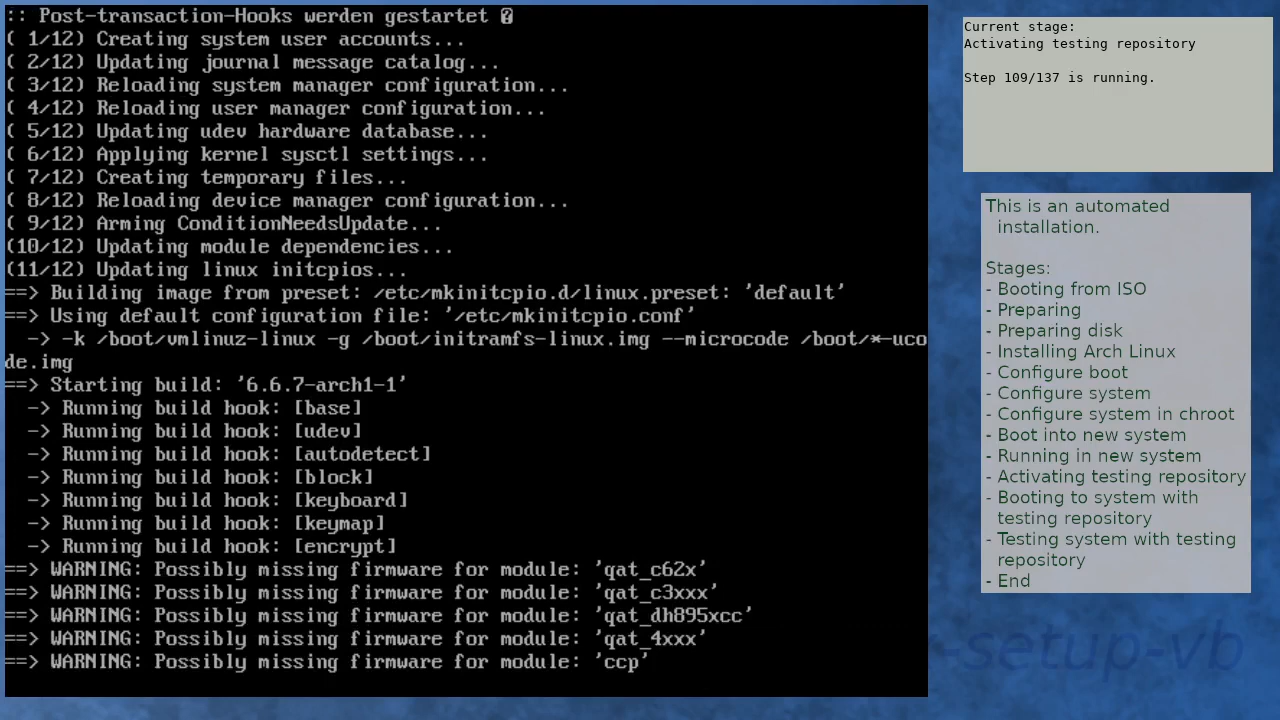 :: Post-transaction-Hooks werden gestartet �
( 1/12) Creating system user accounts...
( 2/12) Updating journal message catalog...
( 3/12) Reloading system manager configuration...
( 4/12) Reloading user manager configuration...
( 5/12) Updating udev hardware database...
( 6/12) Applying kernel sysctl settings...
( 7/12) Creating temporary files...
( 8/12) Reloading device manager configuration...
( 9/12) Arming ConditionNeedsUpdate...
(10/12) Updating module dependencies...
(11/12) Updating linux initcpios...
==> Building image from preset: /etc/mkinitcpio.d/linux.preset: 'default'
==> Using default configuration file: '/etc/mkinitcpio.conf'
  -> -k /boot/vmlinuz-linux -g /boot/initramfs-linux.img --microcode /boot/*-uco
de.img
==> Starting build: '6.6.7-arch1-1'
  -> Running build hook: [base]
  -> Running build hook: [udev]
  -> Running build hook: [autodetect]
  -> Running build hook: [block]
  -> Running build hook: [keyboard]
  -> Running build hook: [keymap]
  -> Running build hook: [encrypt]
==> WARNING: Possibly missing firmware for module: 'qat_c62x'
==> WARNING: Possibly missing firmware for module: 'qat_c3xxx'
==> WARNING: Possibly missing firmware for module: 'qat_dh895xcc'
==> WARNING: Possibly missing firmware for module: 'qat_4xxx'
==> WARNING: Possibly missing firmware for module: 'ccp'
Current stage:
Activating testing repository
Step 109/137 is running.
This is an automated
installation.
Stages:
- Booting from ISO
- Preparing
- Preparing disk
- Installing Arch Linux
- Configure boot
- Configure system
- Configure system in chroot
- Boot into new system
- Running in new system
- Activating testing repository
- Booting to system with
testing repository
- Testing system with testing
repository
- End
-setup-vb